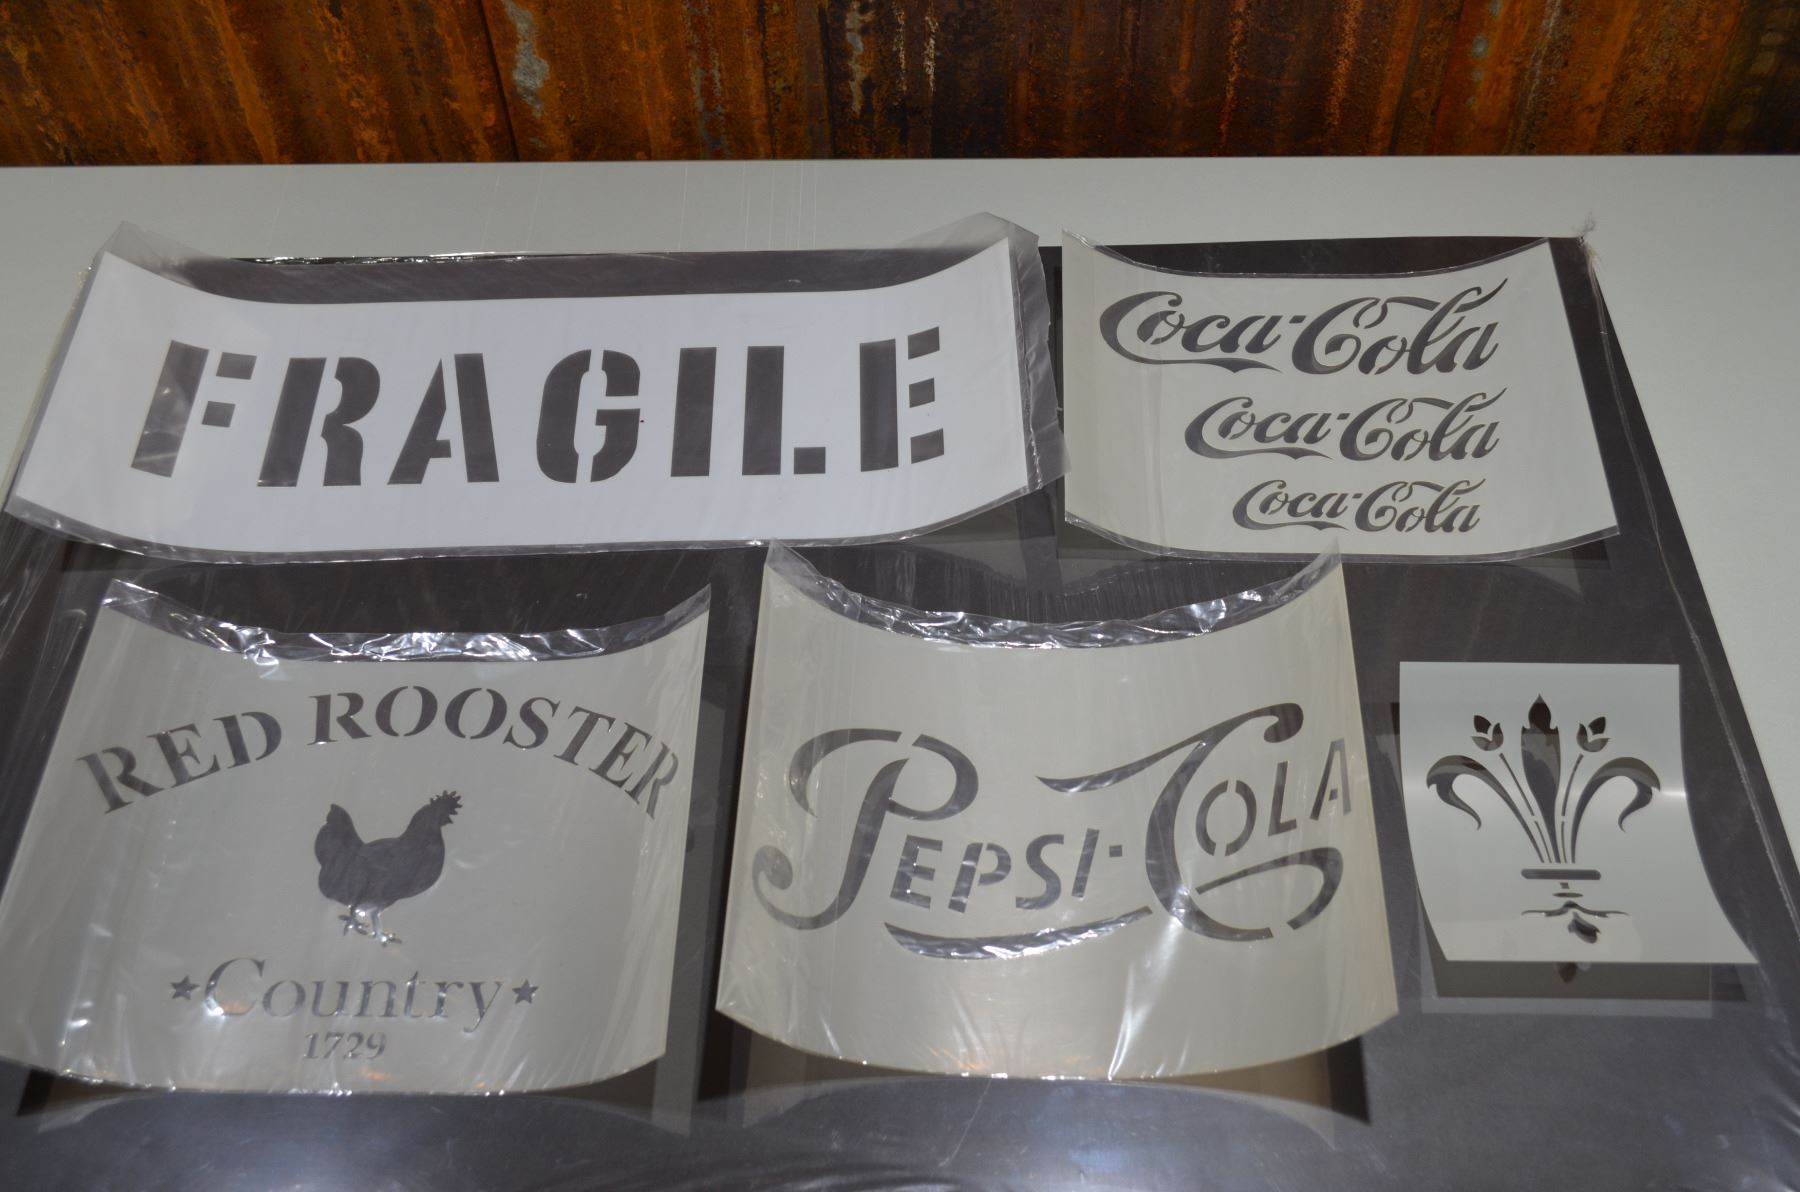 FRAGILE
Coca-Cola
Coca-Cola
Coca-Cola
RED ROOSTER
Country
1729
PEPSI-COLA